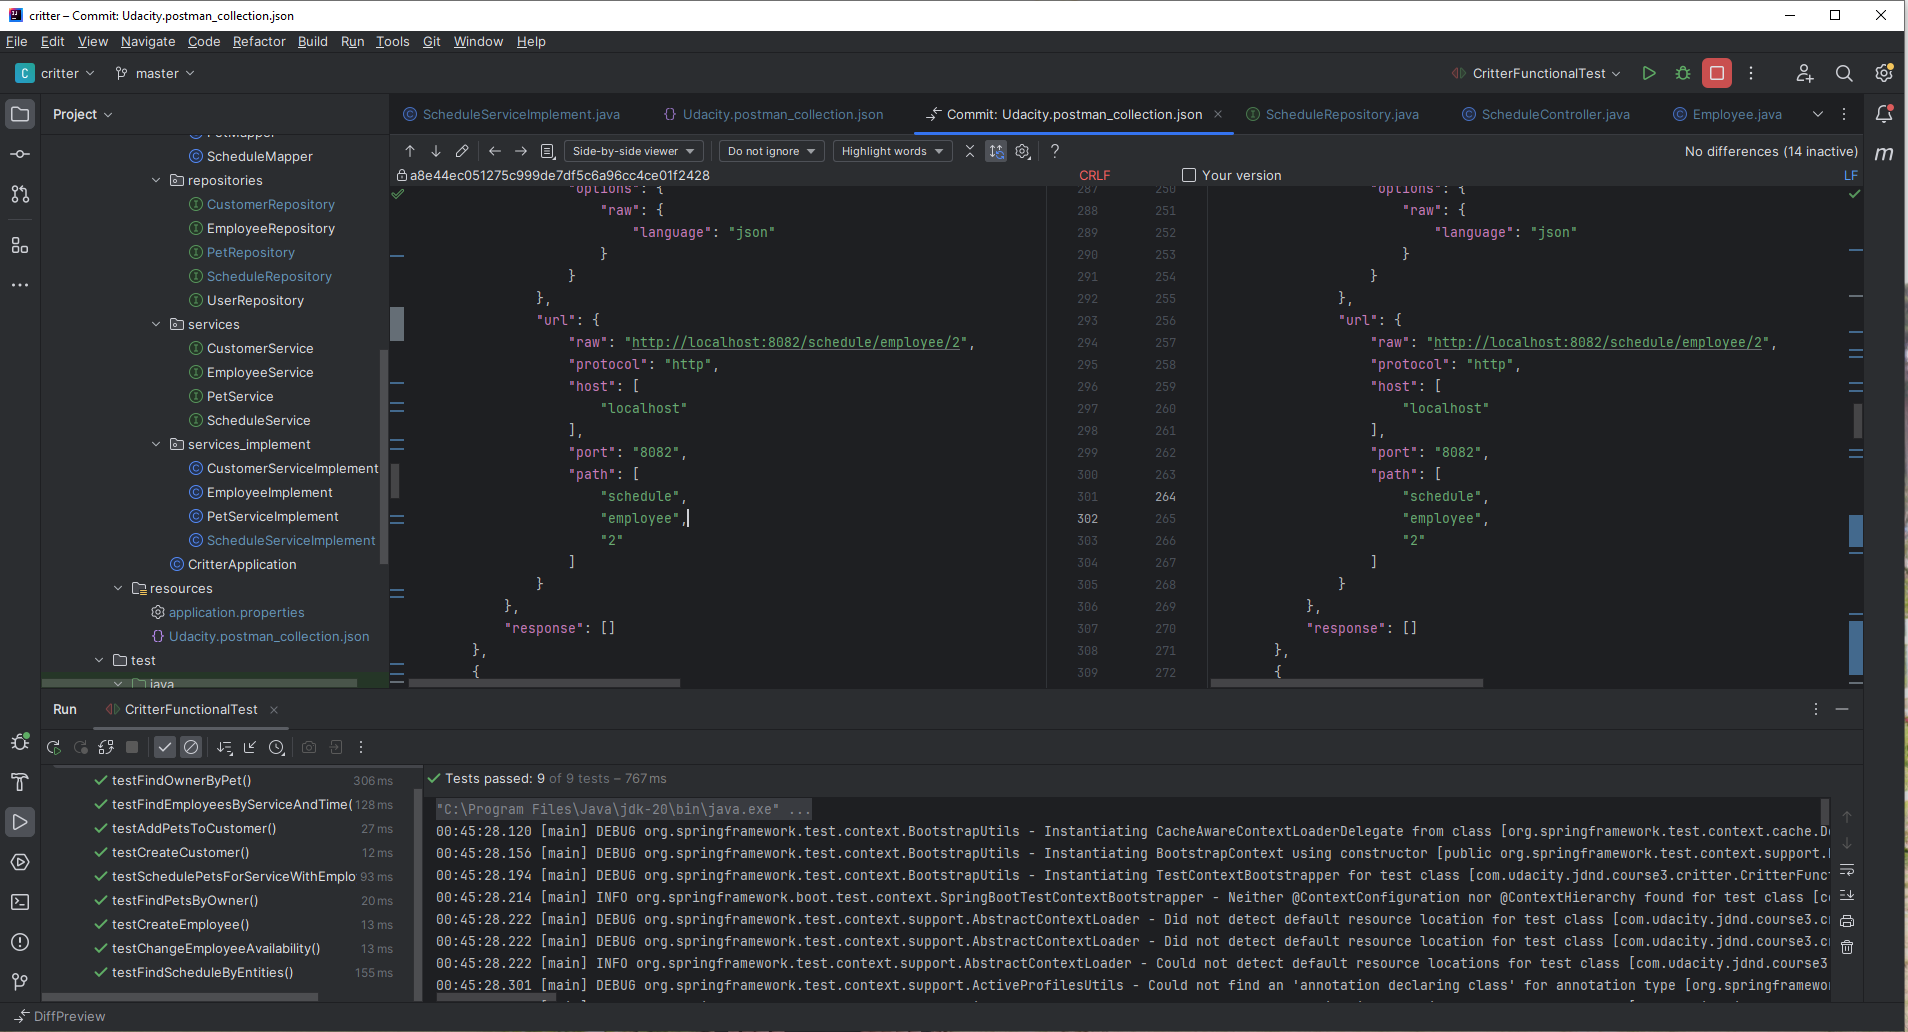 critter – Commit: Udacity.postman_collection.json
File Edit View Navigate Code Refactor Build Run Tools Git Window Help
C critter master CritterFunctionalTest
Project
ScheduleServiceImplement.java Udacity.postman_collection.json Commit: Udacity.postman_collection.json ScheduleRepository.java ScheduleController.java Employee.java
Side-by-side viewer Do not ignore Highlight words ? No differences (14 inactive)
a8e44ec051275c999de7df5c6a96cc4ce01f2428 CRLF Your version LF
PetMapper
ScheduleMapper
repositories
CustomerRepository
EmployeeRepository
PetRepository
ScheduleRepository
UserRepository
services
CustomerService
EmployeeService
PetService
ScheduleService
services_implement
CustomerServiceImplement
EmployeeImplement
PetServiceImplement
ScheduleServiceImplement
CritterApplication
resources
application.properties
Udacity.postman_collection.json
test
java
"options": { 287 250 "options": {
"raw": { 288 251 "raw": {
"language": "json" 289 252 "language": "json"
} 290 253 }
} 291 254 }
}, 292 255 },
"url": { 293 256 "url": {
"raw": "http://localhost:8082/schedule/employee/2", 294 257 "raw": "http://localhost:8082/schedule/employee/2",
"protocol": "http", 295 258 "protocol": "http",
"host": [ 296 259 "host": [
"localhost" 297 260 "localhost"
], 298 261 ],
"port": "8082", 299 262 "port": "8082",
"path": [ 300 263 "path": [
"schedule", 301 264 "schedule",
"employee", 302 265 "employee",
"2" 303 266 "2"
] 304 267 ]
} 305 268 }
}, 306 269 },
"response": [] 307 270 "response": []
}, 308 271 },
{ 309 272 {
Run CritterFunctionalTest
testFindOwnerByPet() 306 ms
testFindEmployeesByServiceAndTime( 128 ms
testAddPetsToCustomer() 27 ms
testCreateCustomer() 12 ms
testSchedulePetsForServiceWithEmplo 93 ms
testFindPetsByOwner() 20 ms
testCreateEmployee() 13 ms
testChangeEmployeeAvailability() 13 ms
testFindScheduleByEntities() 155 ms
Tests passed: 9 of 9 tests – 767 ms
"C:\Program Files\Java\jdk-20\bin\java.exe" ...
00:45:28.120 [main] DEBUG org.springframework.test.context.BootstrapUtils - Instantiating CacheAwareContextLoaderDelegate from class [org.springframework.test.context.cache.De
00:45:28.156 [main] DEBUG org.springframework.test.context.BootstrapUtils - Instantiating BootstrapContext using constructor [public org.springframework.test.context.support.
00:45:28.194 [main] DEBUG org.springframework.test.context.BootstrapUtils - Instantiating TestContextBootstrapper for test class [com.udacity.jdnd.course3.critter.CritterFunc
00:45:28.214 [main] INFO org.springframework.boot.test.context.SpringBootTestContextBootstrapper - Neither @ContextConfiguration nor @ContextHierarchy found for test class [co
00:45:28.222 [main] DEBUG org.springframework.test.context.support.AbstractContextLoader - Did not detect default resource location for test class [com.udacity.jdnd.course3.cr
00:45:28.222 [main] DEBUG org.springframework.test.context.support.AbstractContextLoader - Did not detect default resource location for test class [com.udacity.jdnd.course3.cr
00:45:28.222 [main] INFO org.springframework.test.context.support.AbstractContextLoader - Could not detect default resource locations for test class [com.udacity.jdnd.course3
00:45:28.301 [main] DEBUG org.springframework.test.context.support.ActiveProfilesUtils - Could not find an 'annotation declaring class' for annotation type [org.springframewor
DiffPreview